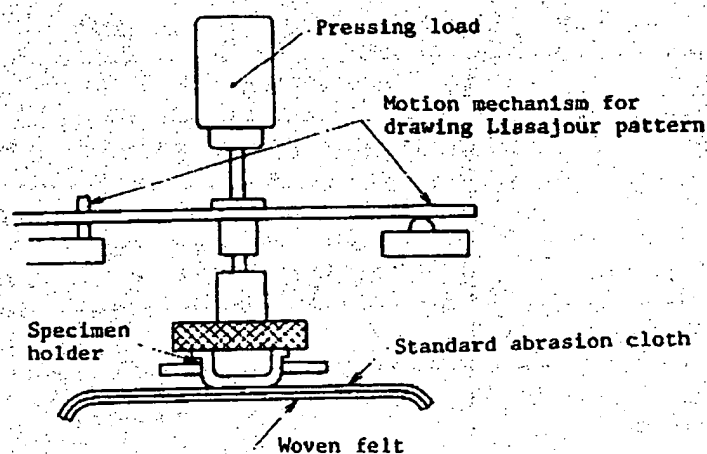 Pressing load
Motion mechanism for
drawing Lissajour pattern
Specimen
holder
Standard abrasion cloth
Woven felt